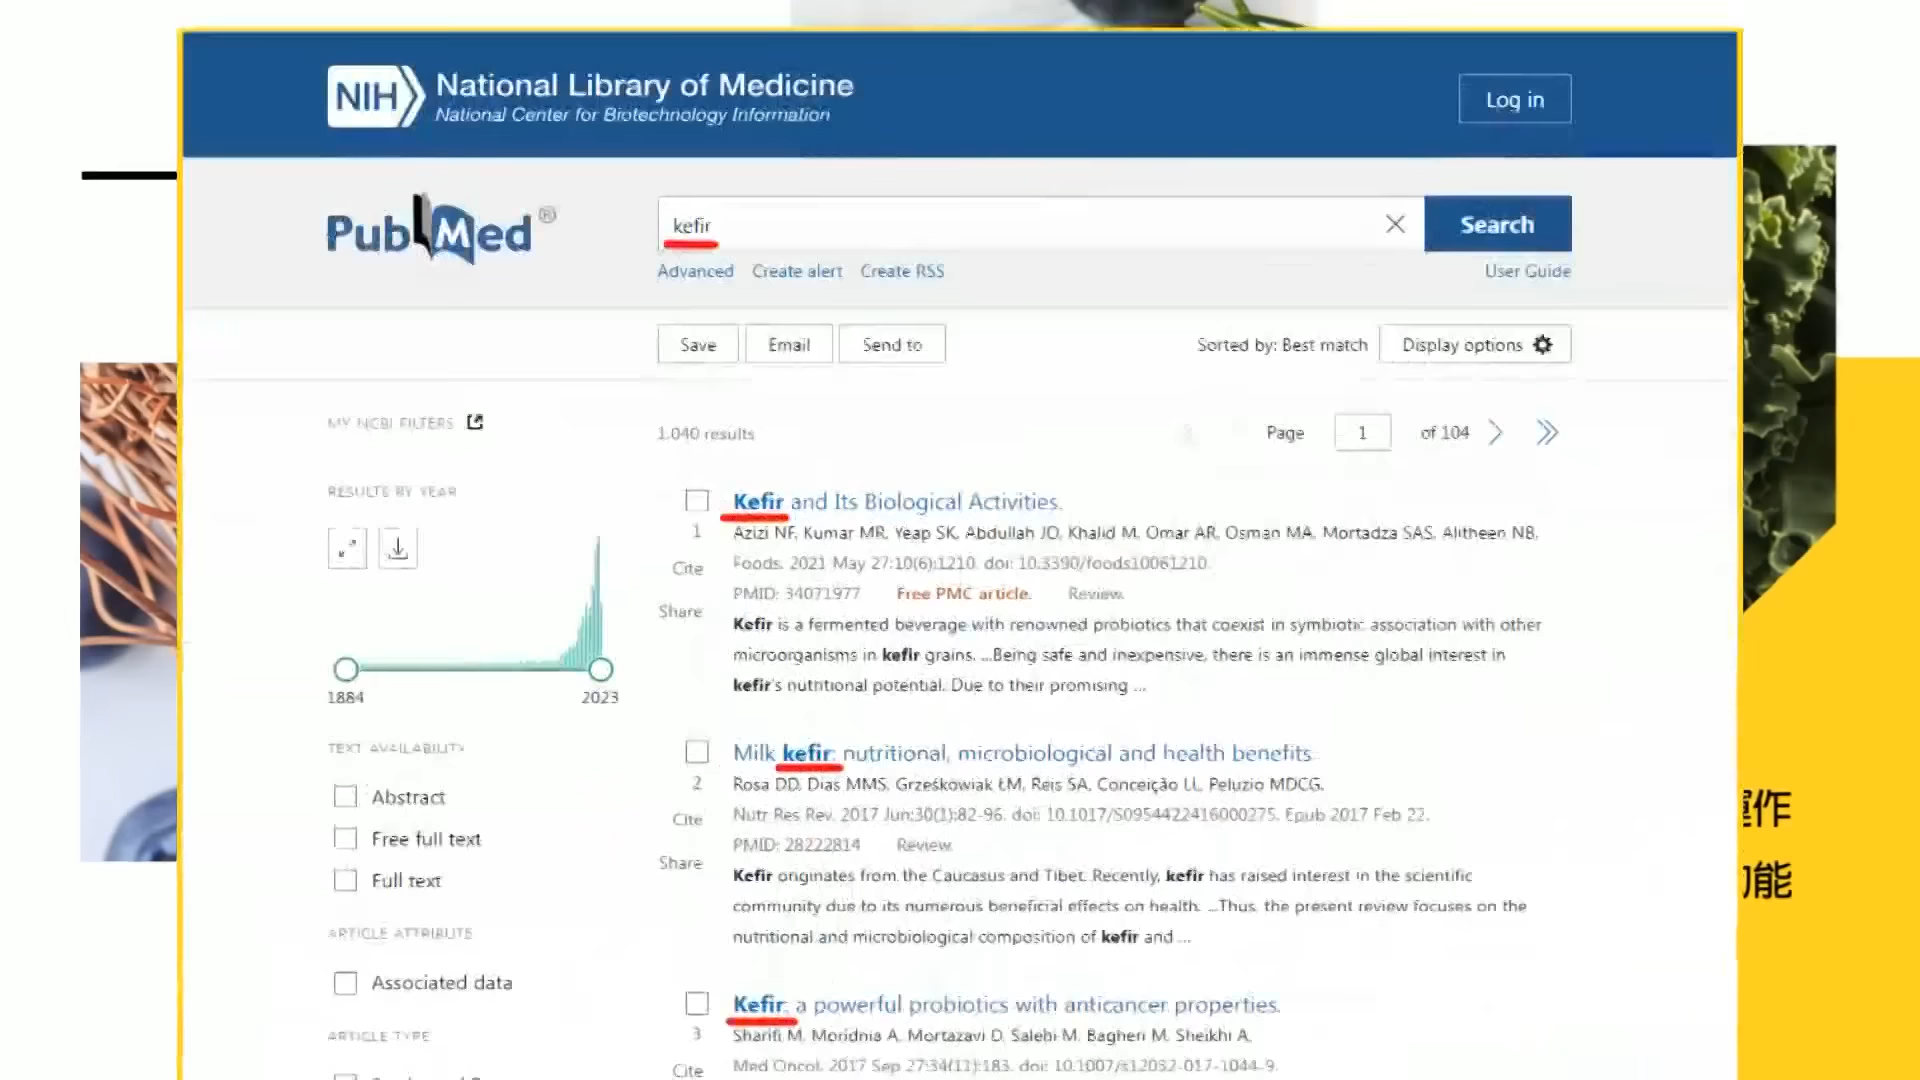 NIH National Library of Medicine
National Center for Biotechnology Information
Log in
PubMed®
kefir
Search
Advanced Create alert Create RSS
User Guide
Save Email Send to
Sorted by: Best match
Display options
MY NCBI FILTERS
1,040 results
Page 1 of 104
RESULTS BY YEAR
1884 2023
TEXT AVAILABILITY
Abstract
Free full text
Full text
ARTICLE ATTRIBUTE
Associated data
ARTICLE TYPE
Kefir and Its Biological Activities.
1
Azizi NF, Kumar MR, Yeap SK, Abdullah JO, Khalid M, Omar AR, Osman MA, Mortadza SAS, Alitheen NB.
Cite
Foods. 2021 May 27;10(6):1210. doi: 10.3390/foods10061210.
PMID: 34071977 Free PMC article. Review.
Share
Kefir is a fermented beverage with renowned probiotics that coexist in symbiotic association with other
microorganisms in kefir grains. ...Being safe and inexpensive, there is an immense global interest in
kefir's nutritional potential. Due to their promising ...
Milk kefir: nutritional, microbiological and health benefits.
2
Rosa DD, Dias MMS, Grześkowiak ŁM, Reis SA, Conceição LL, Peluzio MDCG.
Cite
Nutr Res Rev. 2017 Jun;30(1):82-96. doi: 10.1017/S0954422416000275. Epub 2017 Feb 22.
PMID: 28222814 Review.
Share
Kefir originates from the Caucasus and Tibet. Recently, kefir has raised interest in the scientific
community due to its numerous beneficial effects on health. ...Thus, the present review focuses on the
nutritional and microbiological composition of kefir and ...
Kefir: a powerful probiotics with anticancer properties.
3
Sharifi M, Moridnia A, Mortazavi D, Salehi M, Bagheri M, Sheikhi A.
Cite
Med Oncol. 2017 Sep 27;34(11):183. doi: 10.1007/s12032-017-1044-9.
作
能